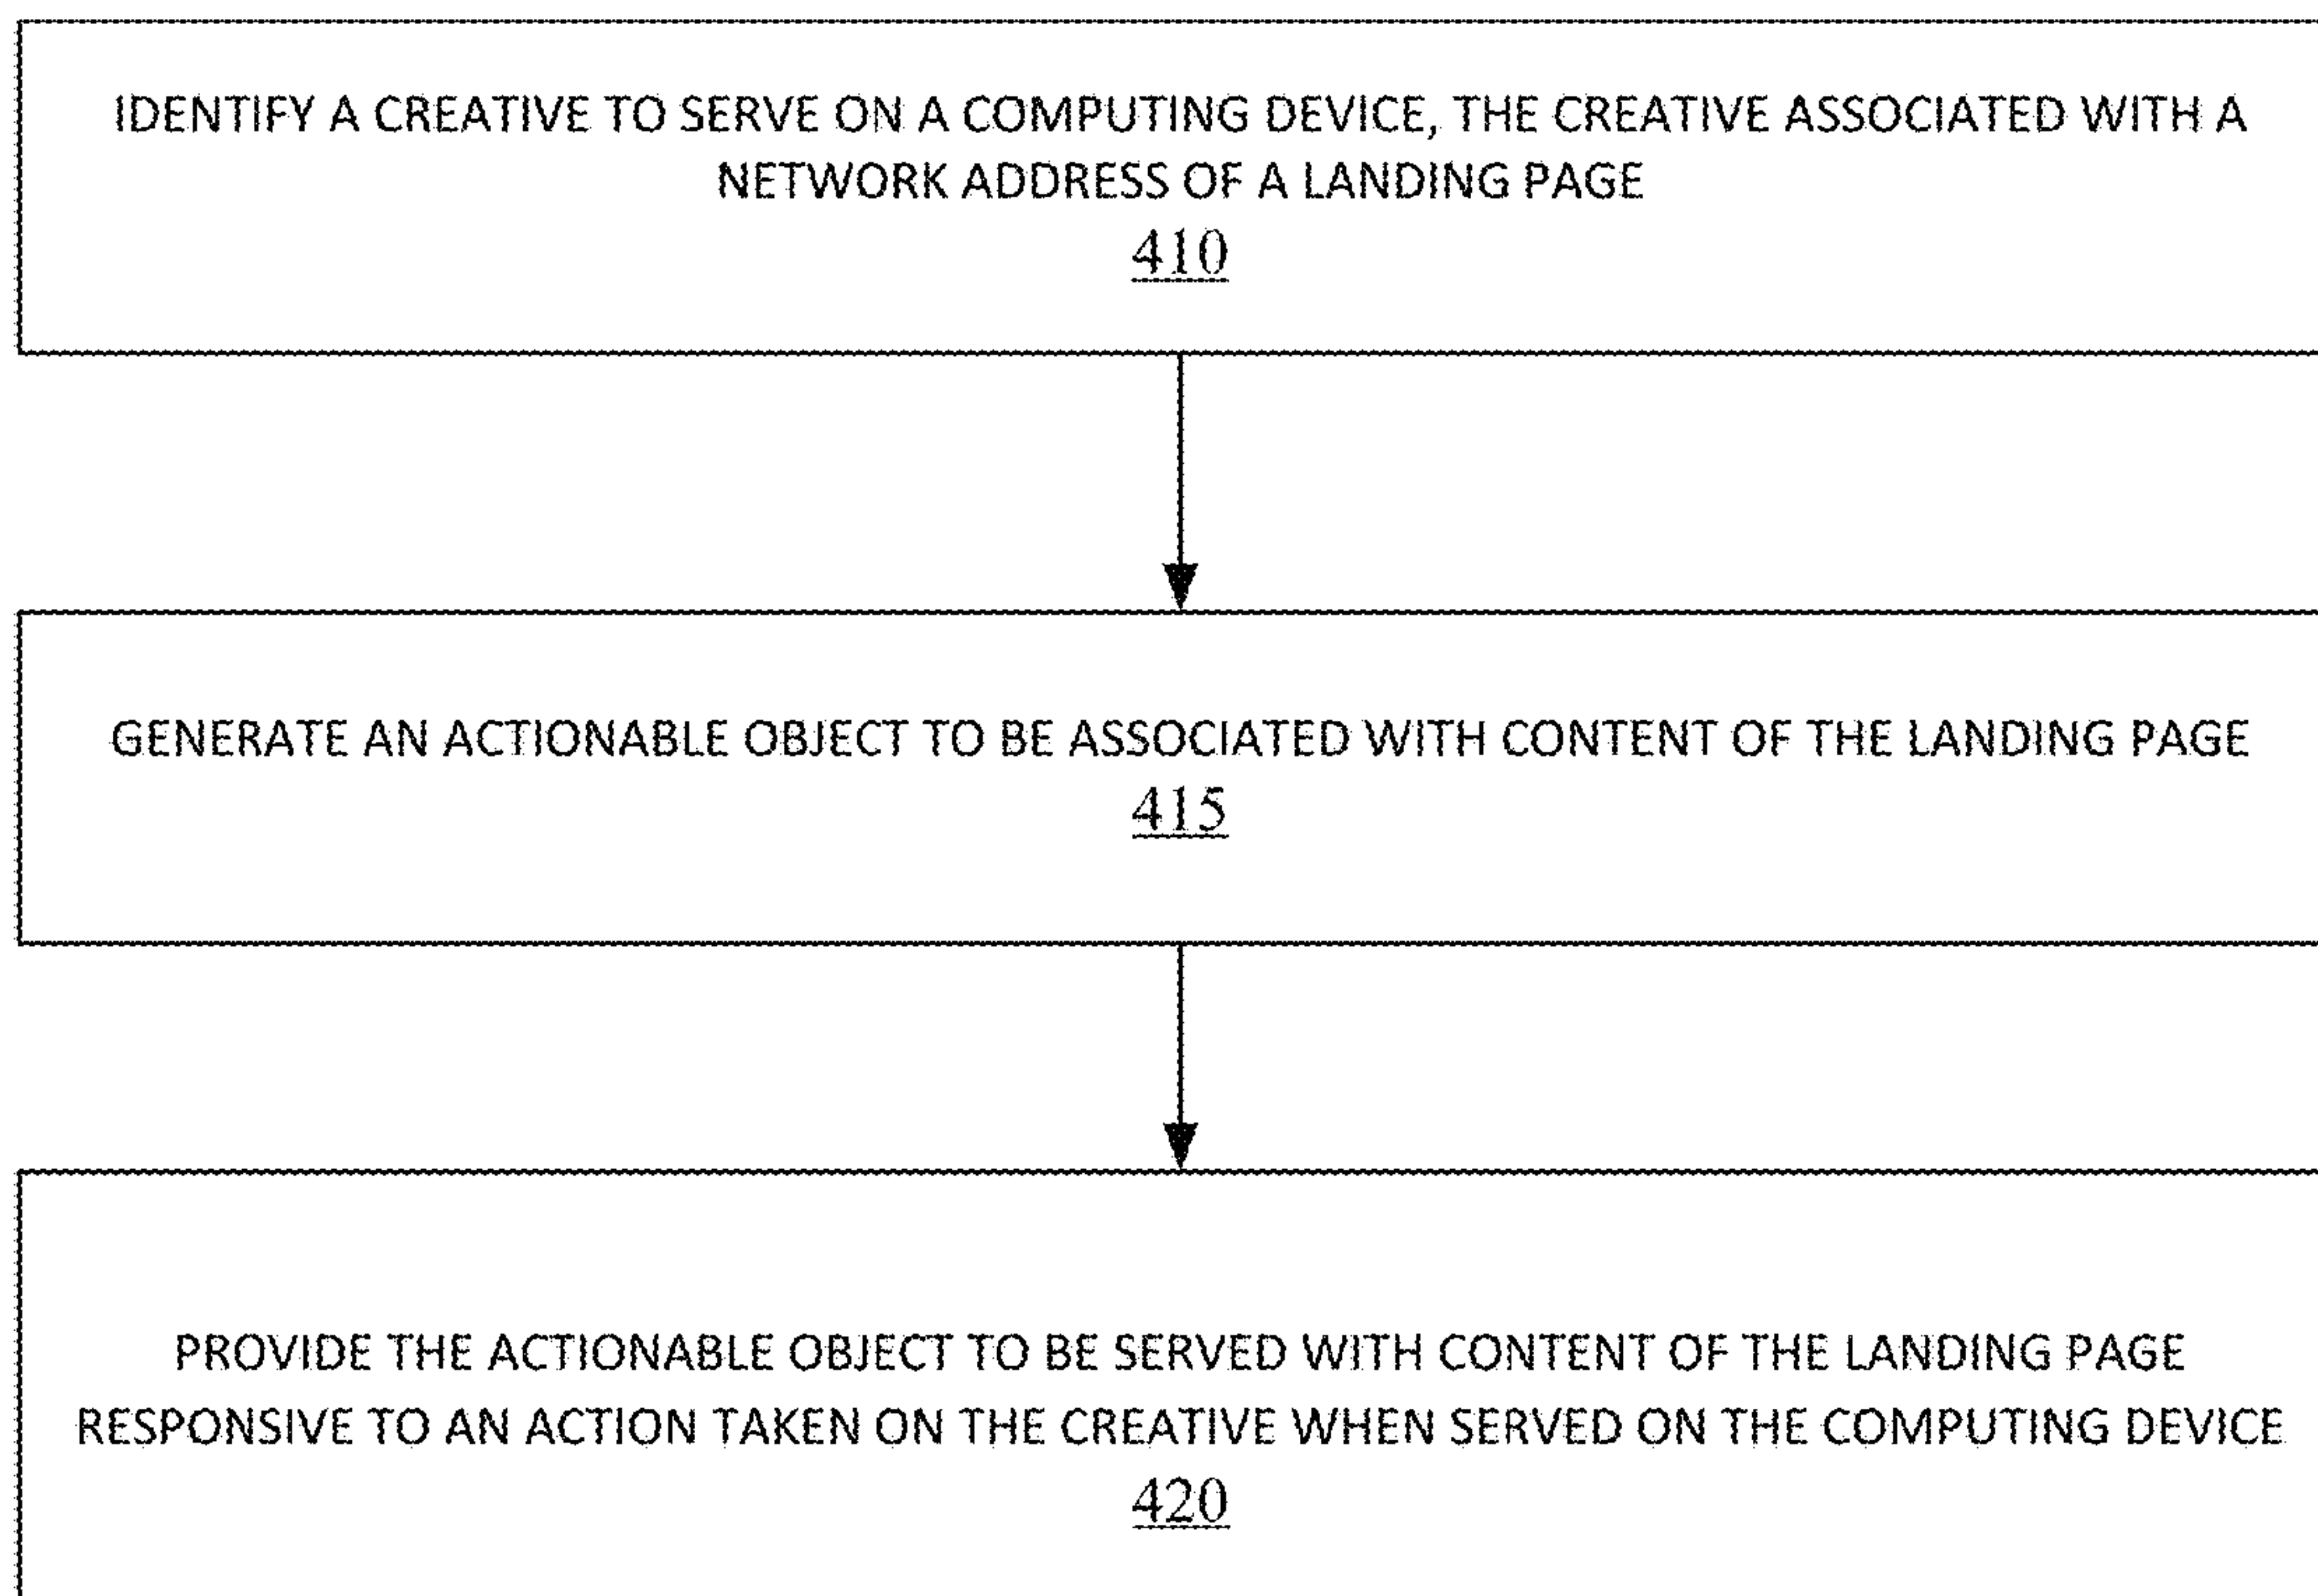 IDENTIFY A CREATIVE TO SERVE ON A COMPUTING DEVICE, THE CREATIVE ASSOCIATED WITH A
NETWORK ADDRESS OF A LANDING PAGE
410
GENERATE AN ACTIONABLE OBJECT TO BE ASSOCIATED WITH CONTENT OF THE LANDING PAGE
415
PROVIDE THE ACTIONABLE OBJECT TO BE SERVED WITH CONTENT OF THE LANDING PAGE
RESPONSIVE TO AN ACTION TAKEN ON THE CREATIVE WHEN SERVED ON THE COMPUTING DEVICE
420